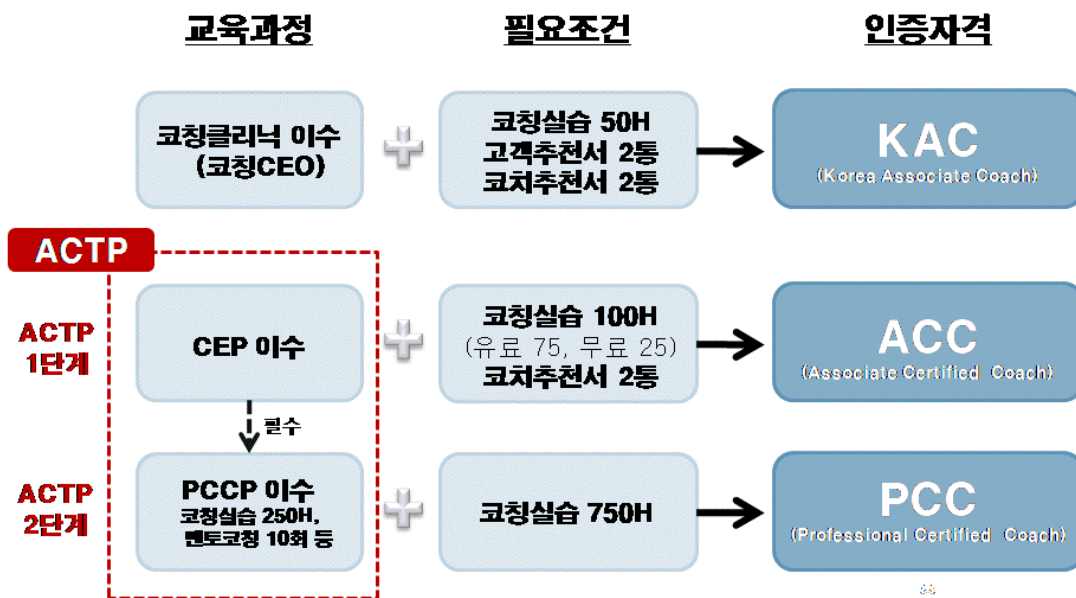 교육과정
필요조건
인증자격
코칭클리닉 이수
(코칭CEO)
코칭실습 50H
고객추천서 2통
코치추천서 2통
KAC
(Korea Associate Coach)
ACTP
ACTP
1단계
CEP 이수
코칭실습 100H
(유료 75, 무료 25)
코치추천서 2통
ACC
(Associate Certified Coach)
필수
ACTP
2단계
PCCP 이수
코칭실습 250H,
멘토코칭 10회 등
코칭실습 750H
PCC
(Professional Certified Coach)